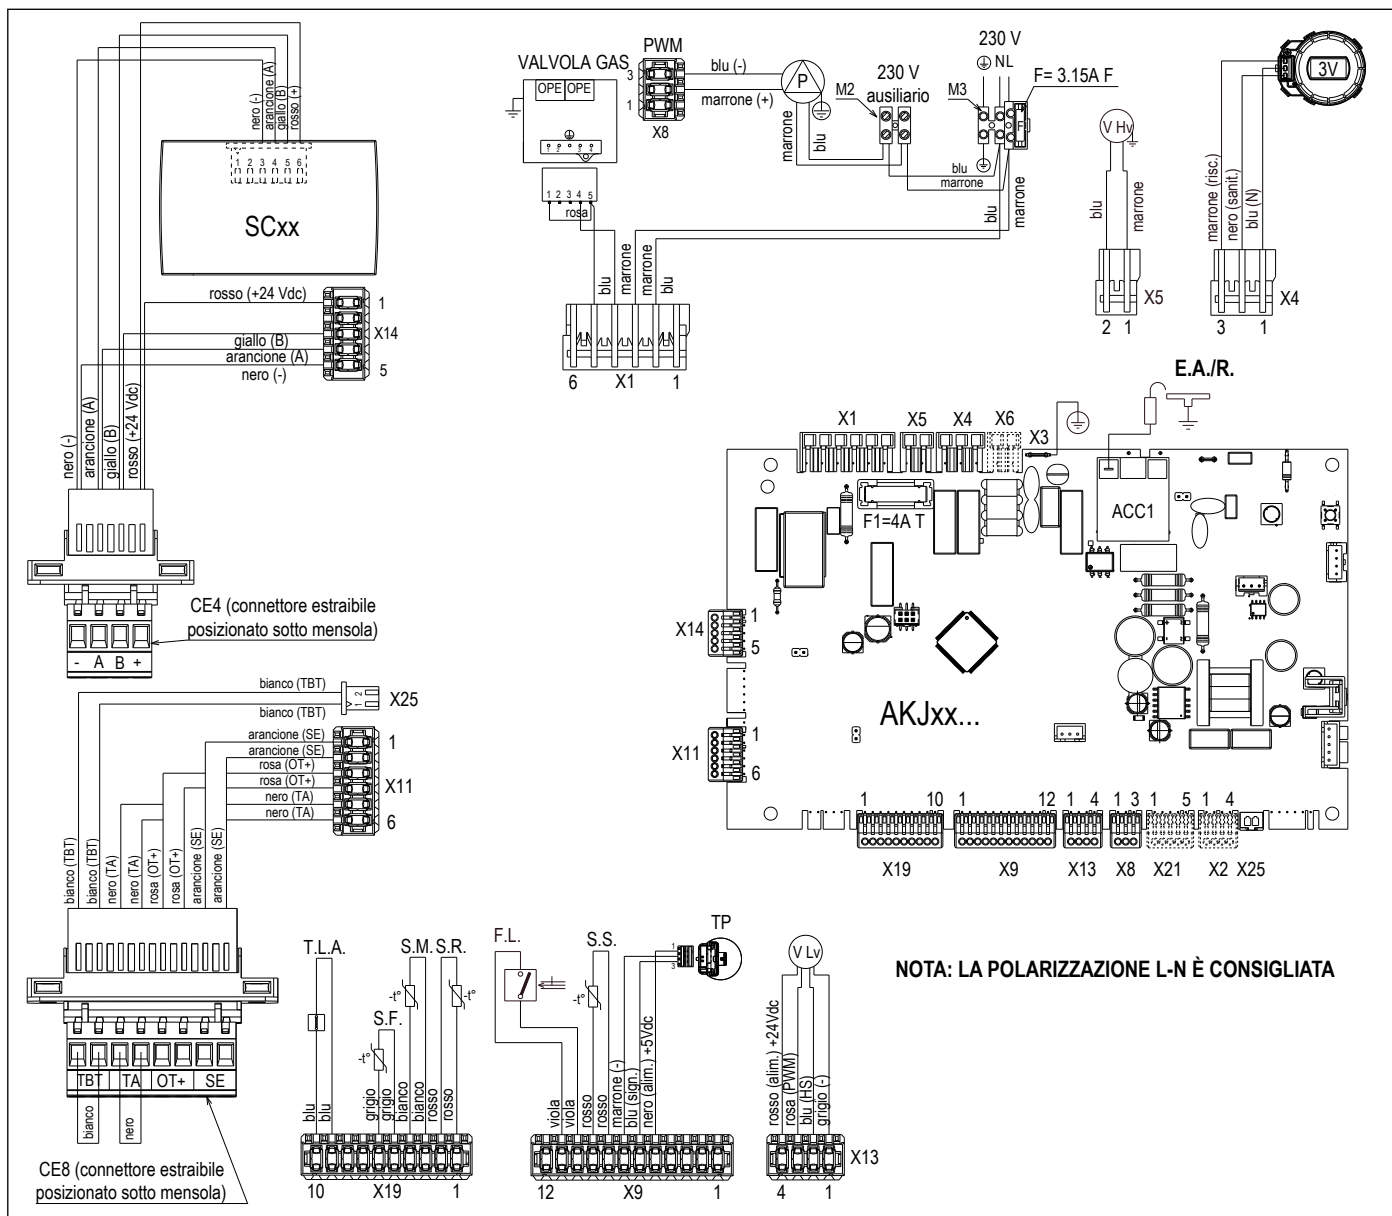 nero (-)
arancione (A)
giallo (B)
rosso (+)
1 2 3 4 5 6
SCxx
rosso (+24 Vdc)
1
X14
giallo (B)
arancione (A)
nero (-)
5
nero (-)
arancione (A)
giallo (B)
rosso (+24 Vdc)
CE4 (connettore estraibile
posizionato sotto mensola)
- A B +
VALVOLA GAS
OPE OPE
1 2 3 4 5
rosa
PWM
3
1
X8
blu (-)
marrone (+)
P
marrone
blu
230 V
ausiliario
M2
blu
marrone
230 V
N L
M3
F= 3.15A F
F
blu
marrone
blu
marrone
marrone
blu
6 X1 1
V Hv
blu
marrone
2 1
X5
3V
marrone (risc.)
nero (sanit.)
blu (N)
3 1
X4
E.A./R.
X1 X5 X4 X6
X3
F1=4A T
ACC1
X14
1
5
X11
1
6
AKJxx...
1 10 1 12 1 4 1 3 1 5 1 4
X19 X9 X13 X8 X21 X2 X25
bianco (TBT)
bianco (TBT)
1 2
X25
arancione (SE)
arancione (SE)
rosa (OT+)
rosa (OT+)
nero (TA)
nero (TA)
1
X11
6
bianco (TBT)
bianco (TBT)
nero (TA)
nero (TA)
rosa (OT+)
rosa (OT+)
arancione (SE)
arancione (SE)
TBT TA OT+ SE
bianco
nero
CE8 (connettore estraibile
posizionato sotto mensola)
T.L.A.
S.F.
S.M.
S.R.
-t°
-t°
-t°
blu
blu
grigio
grigio
bianco
bianco
rosso
rosso
10 X19 1
F.L.
S.S.
-t°
TP
1
3
viola
viola
rosso
rosso
marrone (-)
blu (sign.)
nero (alim.) +5Vdc
12 X9 1
V Lv
rosso (alim.) +24Vdc
rosa (PWM)
blu (HS)
grigio (-)
4 1
X13
NOTA: LA POLARIZZAZIONE L-N È CONSIGLIATA